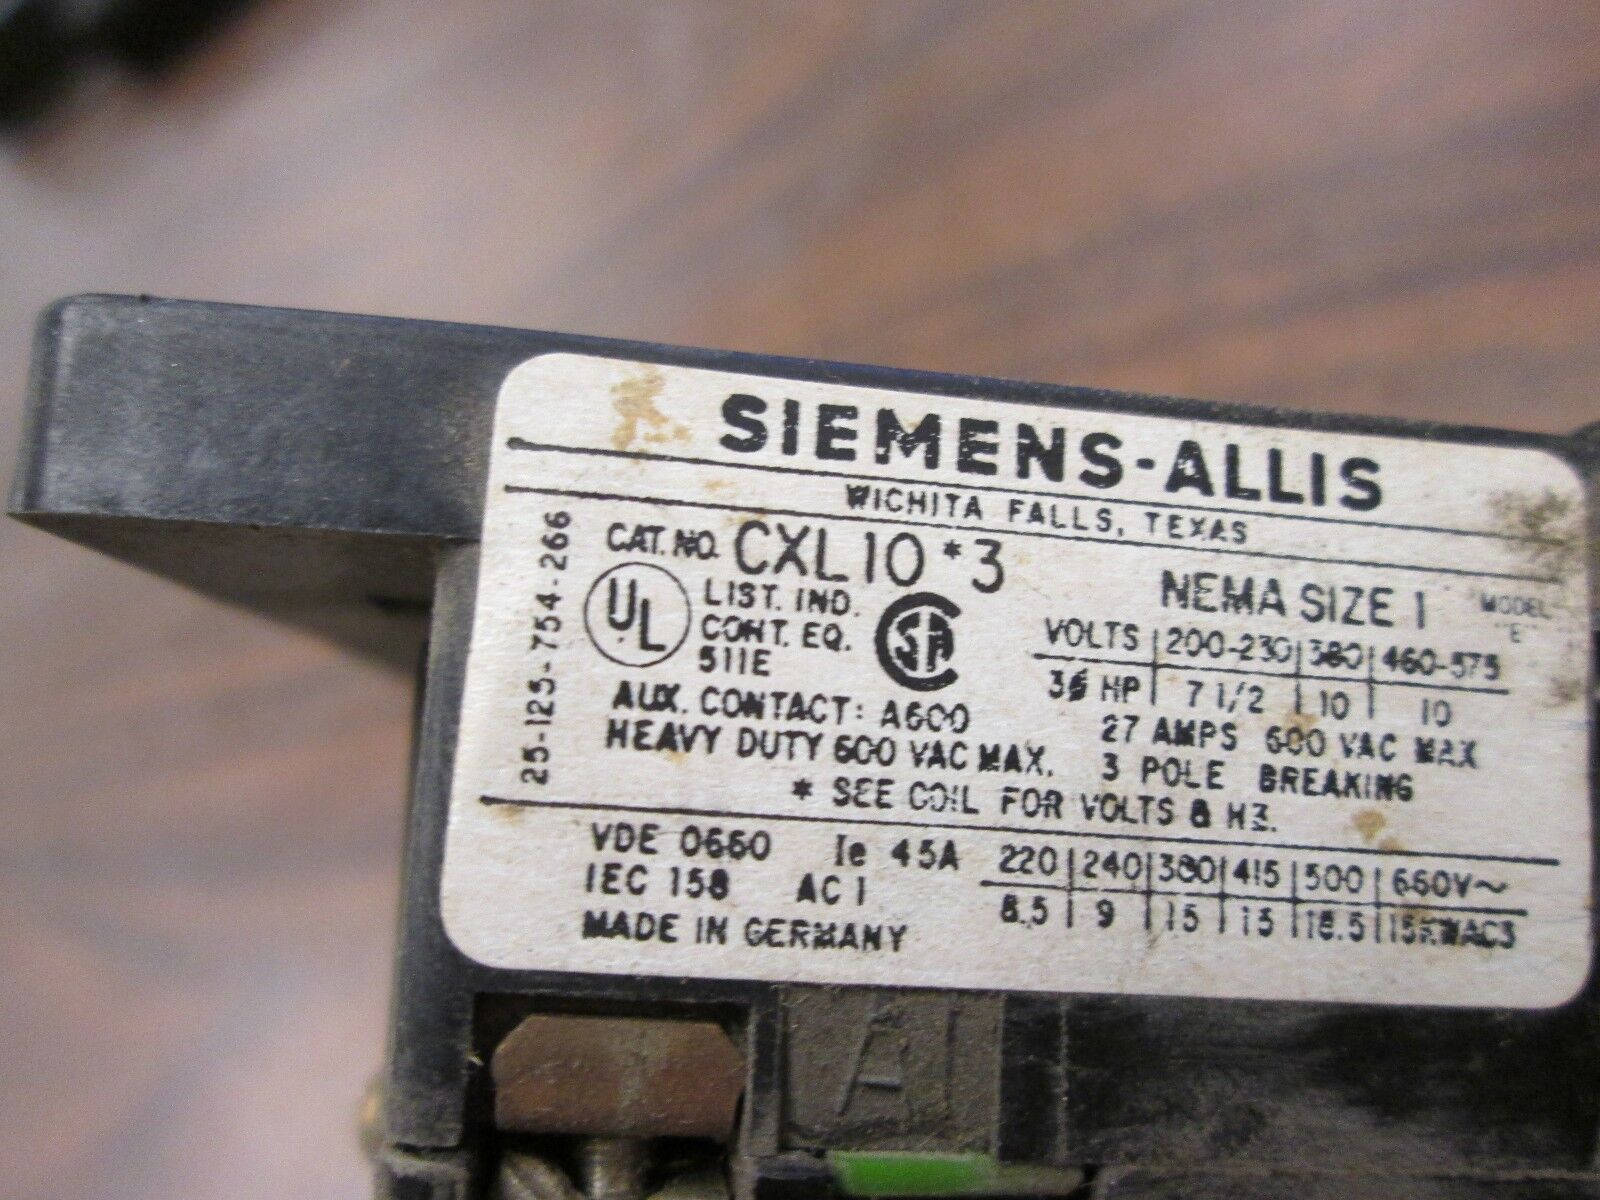 SIEMENS-ALLIS
WICHITA FALLS, TEXAS
25-125-754-266
CAT. NO. CXL10*3
UL
LIST. IND.
CONT. EQ.
511E
SA
AUX. CONTACT: A600
HEAVY DUTY 600 VAC MAX.
NEMA SIZE 1 MODEL "E"
VOLTS 200-230 380 460-575
HP 7 1/2 10 10
27 AMPS 600 VAC MAX
3 POLE BREAKING
* SEE COIL FOR VOLTS & HZ.
VDE 0660 Ie 45A
IEC 158 AC 1
MADE IN GERMANY
220 240 380 415 500 660V~
8.5 9 15 15 18.5 15KWAC3
A1